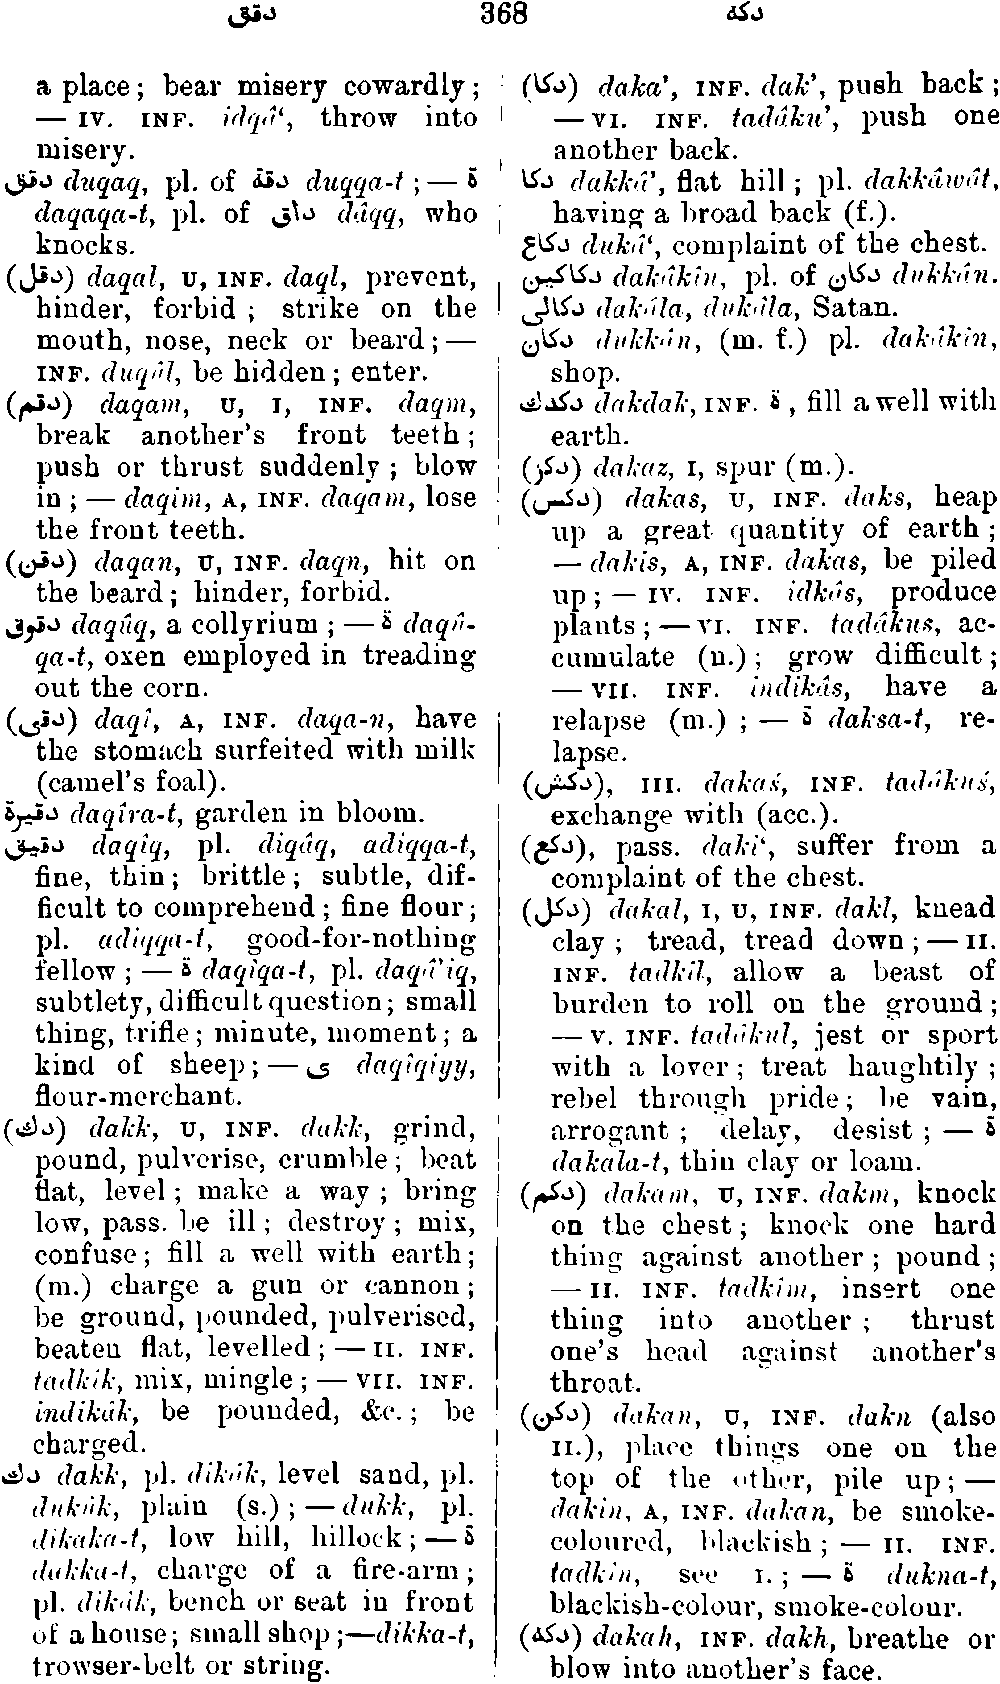 دقق 368 دكه
a place; bear misery cowardly;
— IV. INF. idqâ‘, throw into
misery.
دقق duqaq, pl. of دقة duqqa-t; — ة
daqaqa-t, pl. of داق dâqq, who
knocks.
(دقل) daqal, U, INF. daql, prevent,
hinder, forbid ; strike on the
mouth, nose, neck or beard; —
INF. duqûl, be hidden; enter.
(دقم) daqam, U, I, INF. daqm,
break another's front teeth;
push or thrust suddenly; blow
in; — daqim, A, INF. daqam, lose
the front teeth.
(دقن) daqan, U, INF. daqn, hit on
the beard; hinder, forbid.
دقوق daqûq, a collyrium; — ة daqû-
qa-t, oxen employed in treading
out the corn.
(دقى) daqî, A, INF. daqa-n, have
the stomach surfeited with milk
(camel's foal).
دقيرة daqîra-t, garden in bloom.
دقيق daqîq, pl. diqâq, adiqqa-t,
fine, thin; brittle; subtle, dif-
ficult to comprehend; fine flour;
pl. adiqqa-t, good-for-nothing
fellow; — ة daqîqa-t, pl. daqâ'iq,
subtlety, difficult question; small
thing, trifle; minute, moment; a
kind of sheep; — ى daqîqiyy,
flour-merchant.
(دك) dakk, U, INF. dakk, grind,
pound, pulverise, crumble; beat
flat, level; make a way; bring
low, pass. be ill; destroy; mix,
confuse; fill a well with earth;
(m.) charge a gun or cannon;
be ground, pounded, pulverised,
beaten flat, levelled; — II. INF.
tadkîk, mix, mingle; — VII. INF.
indikâk, be pounded, &c.; be
charged.
دك dakk, pl. dikâk, level sand, pl.
dukûk, plain (s.); — dukk, pl.
dikaka-t, low hill, hillock; — ة
dakka-t, charge of a fire-arm;
pl. dikâk, bench or seat in front
of a house; small shop;—dikka-t,
trowser-belt or string.
(دكا) daka', INF. dak', push back;
— VI. INF. tadâku', push one
another back.
دكا dakkâ', flat hill; pl. dakkâwât,
having a broad back (f.).
دكاع dukâ‘, complaint of the chest.
دكاكين dakâkîn, pl. of دكان dukkân.
دكالى dakâla, dukâla, Satan.
دكان dukkân, (m. f.) pl. dakâkîn,
shop.
دكدك dakdak, INF. ة, fill a well with
earth.
(دكز) dakaz, I, spur (m.).
(دكس) dakas, U, INF. daks, heap
up a great quantity of earth;
— dakis, A, INF. dakas, be piled
up; — IV. INF. idkâs, produce
plants; — VI. INF. tadâkus, ac-
cumulate (n.); grow difficult;
— VII. INF. indikâs, have a
relapse (m.) ; — ة daksa-t, re-
lapse.
(دكش), III. dakaś, INF. tadâkuś,
exchange with (acc.).
(دكع), pass. daki‘, suffer from a
complaint of the chest.
(دكل) dakal, I, U, INF. dakl, knead
clay; tread, tread down; — II.
INF. tadkîl, allow a beast of
burden to roll on the ground;
— V. INF. tadakkul, jest or sport
with a lover; treat haughtily;
rebel through pride; be vain,
arrogant; delay, desist; — ة
dakala-t, thin clay or loam.
(دكم) dakam, U, INF. dakm, knock
on the chest; knock one hard
thing against another; pound;
— II. INF. tadkîm, insert one
thing into another; thrust
one's head against another's
throat.
(دكن) dakan, U, INF. dakn (also
II.), place things one on the
top of the other, pile up; —
dakin, A, INF. dakan, be smoke-
coloured, blackish; — II. INF.
tadkîn, see I.; — ة dukna-t,
blackish-colour, smoke-colour.
(دكه) dakah, INF. dakh, breathe or
blow into another's face.